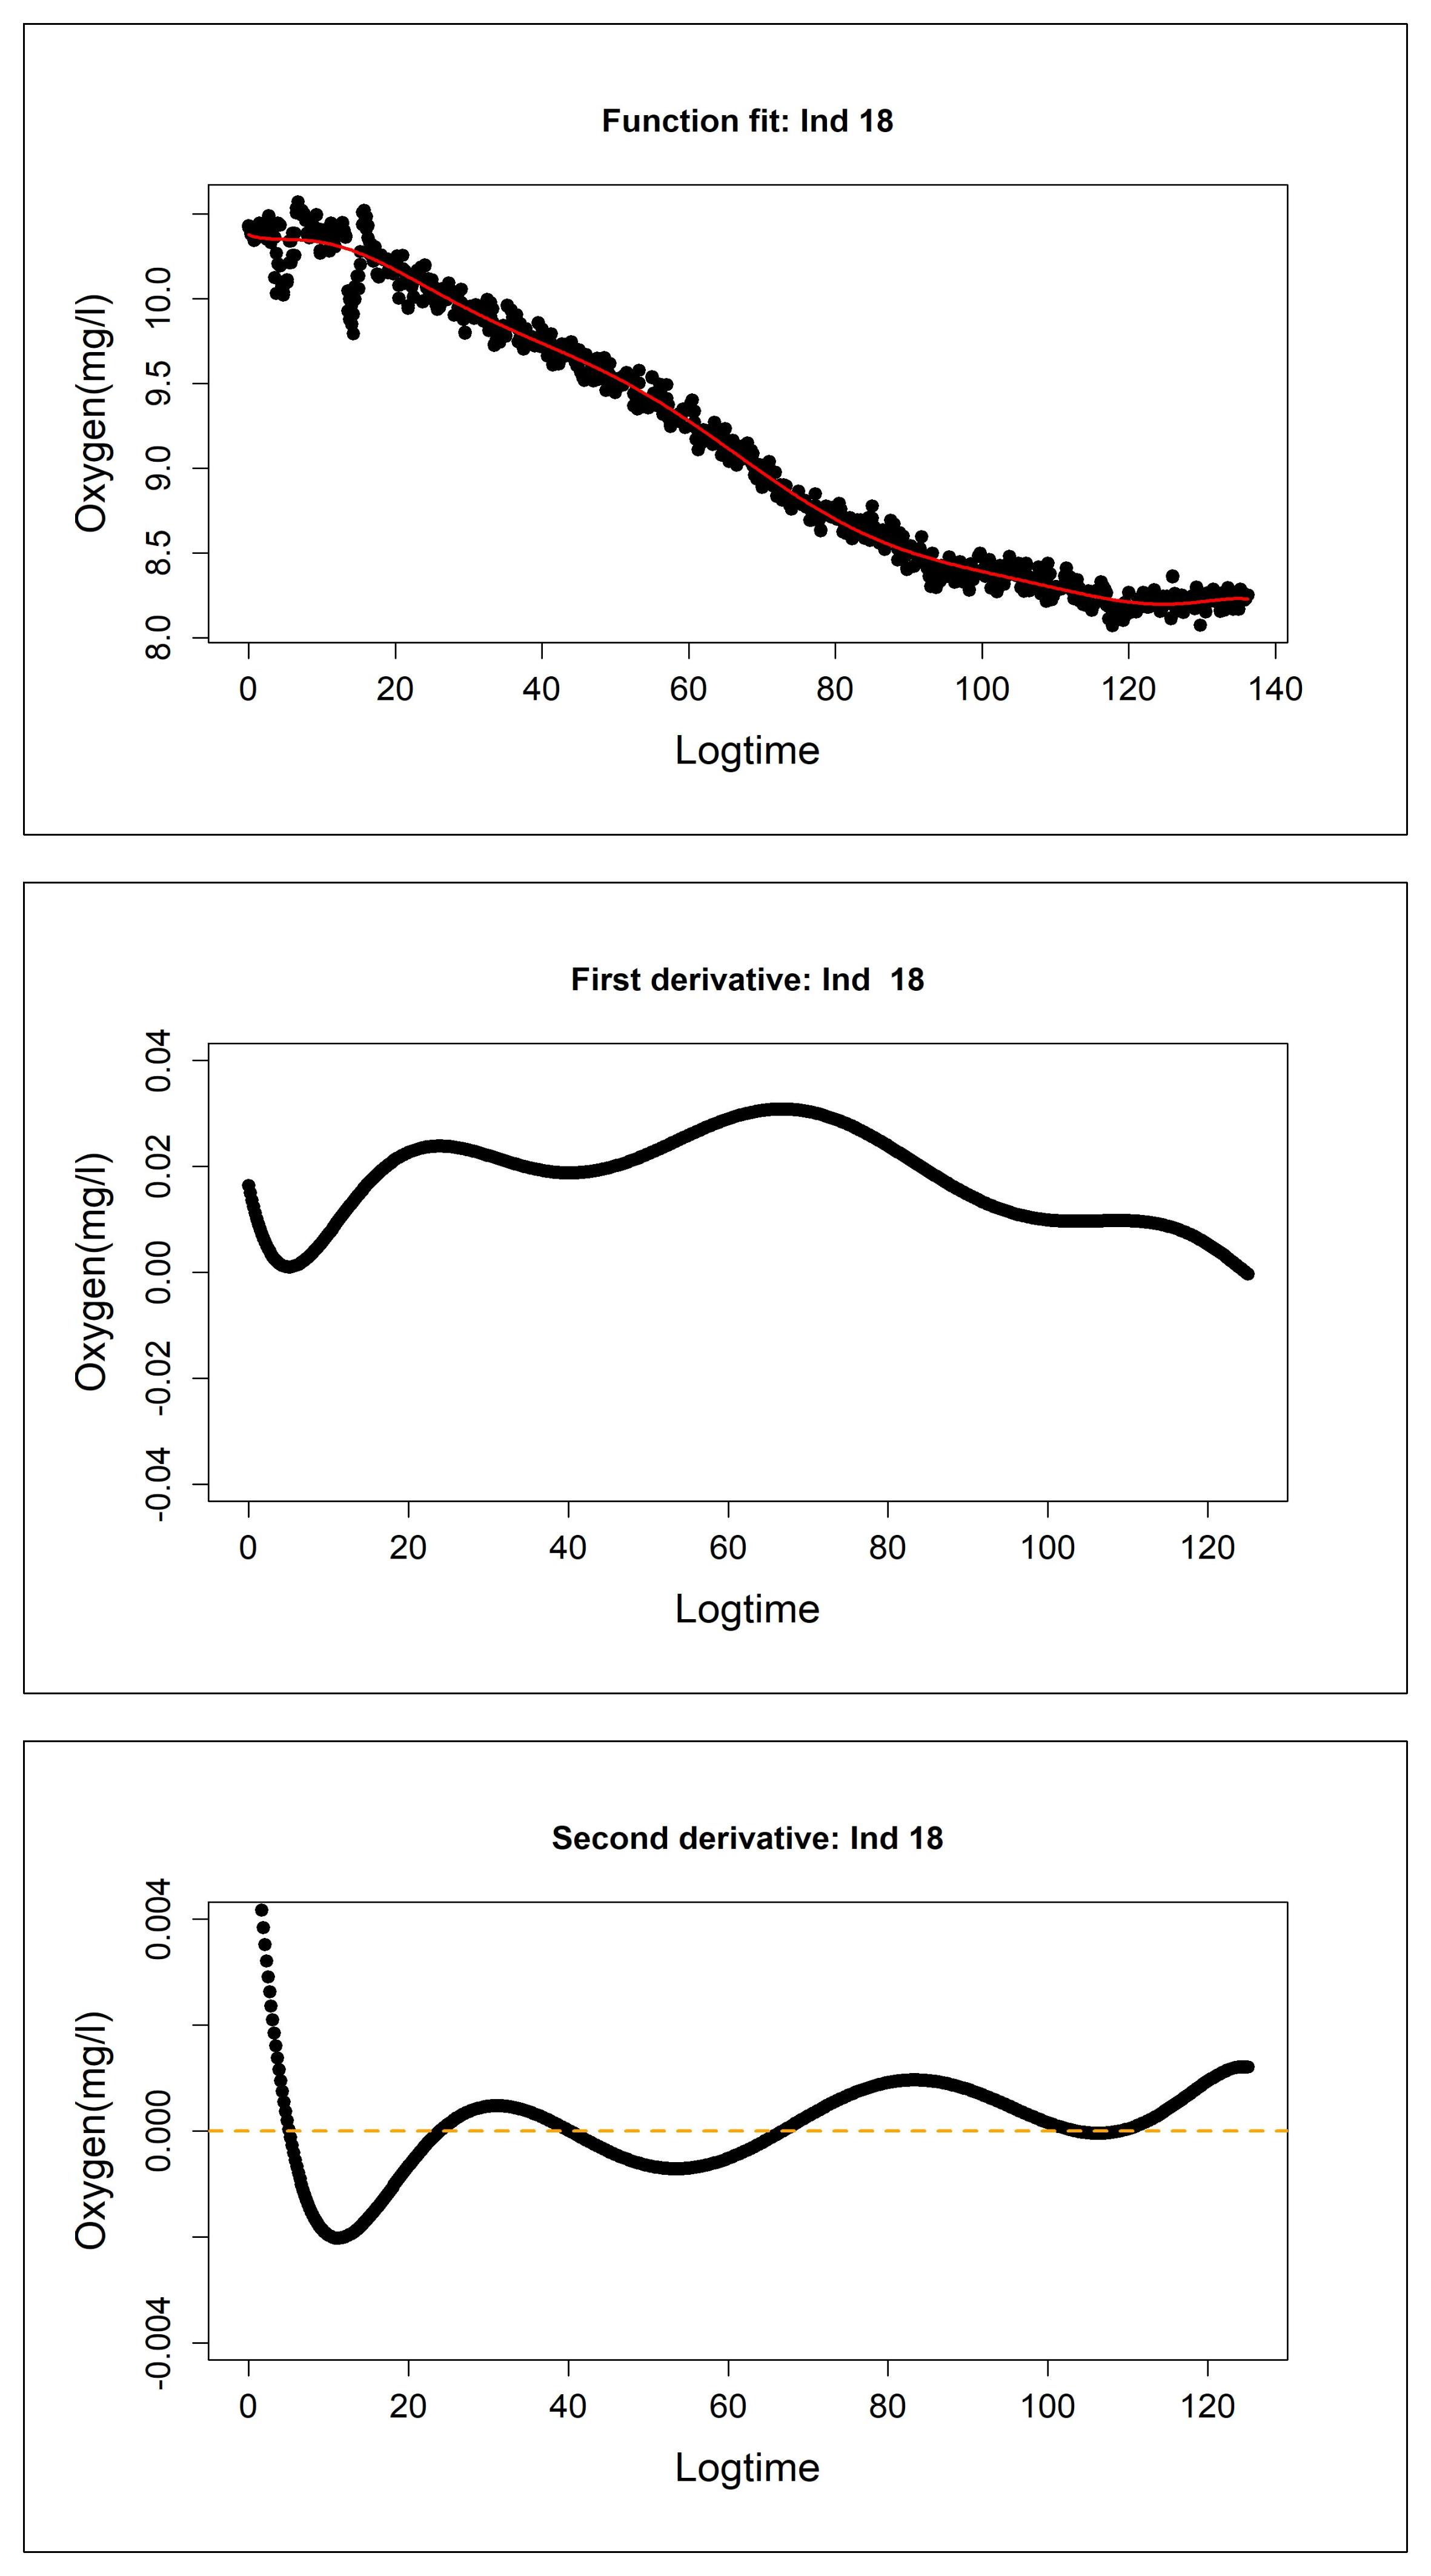 Function fit: Ind 18
Oxygen(mg/l)
10.0
9.5
9.0
8.5
8.0
0 20 40 60 80 100 120 140
Logtime
First derivative: Ind  18
Oxygen(mg/l)
0.04
0.02
0.00
-0.02
-0.04
0 20 40 60 80 100 120
Logtime
Second derivative: Ind 18
Oxygen(mg/l)
0.004
0.000
-0.004
0 20 40 60 80 100 120
Logtime